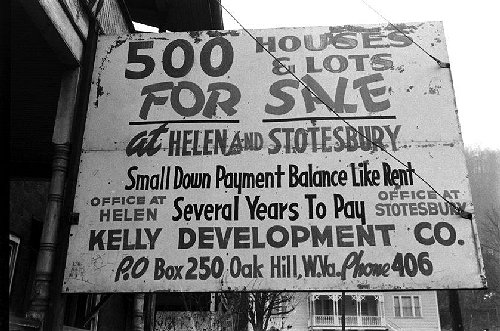 500 HOUSES & LOTS
FOR SALE
at HELEN AND STOTESBURY
Small Down Payment Balance Like Rent
OFFICE AT HELEN Several Years To Pay OFFICE AT STOTESBURY
KELLY DEVELOPMENT CO.
P.O Box 250 Oak Hill, W.Va. Phone 406